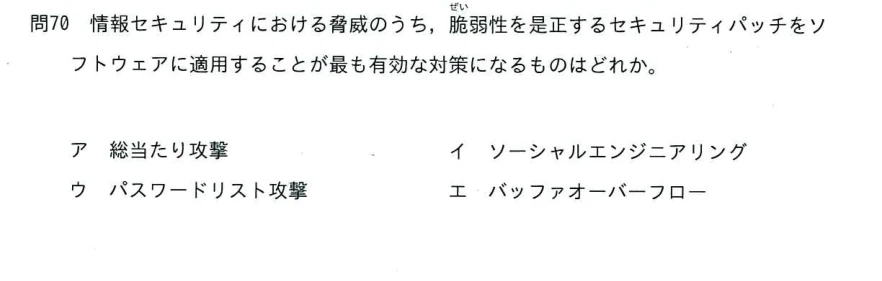 ぜい
問70 情報セキュリティにおける脅威のうち，脆弱性を是正するセキュリティパッチをソ
フトウェアに適用することが最も有効な対策になるものはどれか。
ア 総当たり攻撃 イ ソーシャルエンジニアリング
ウ パスワードリスト攻撃 エ バッファオーバーフロー